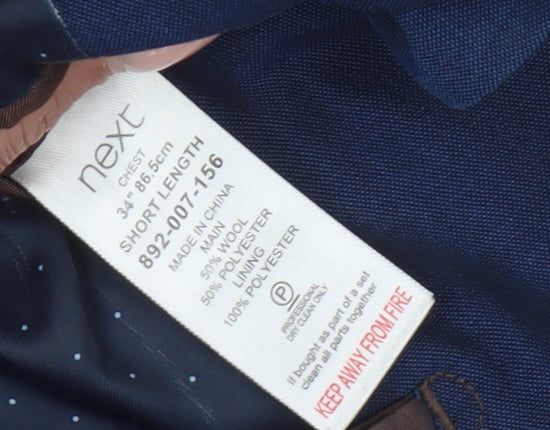 next
CHEST
34" 86.5cm
SHORT LENGTH
892-007-156
MADE IN CHINA
MAIN
50% WOOL
50% POLYESTER
LINING
100% POLYESTER
P
PROFESSIONAL
DRY CLEAN ONLY
If bought as part of a set
clean all parts together
KEEP AWAY FROM FIRE